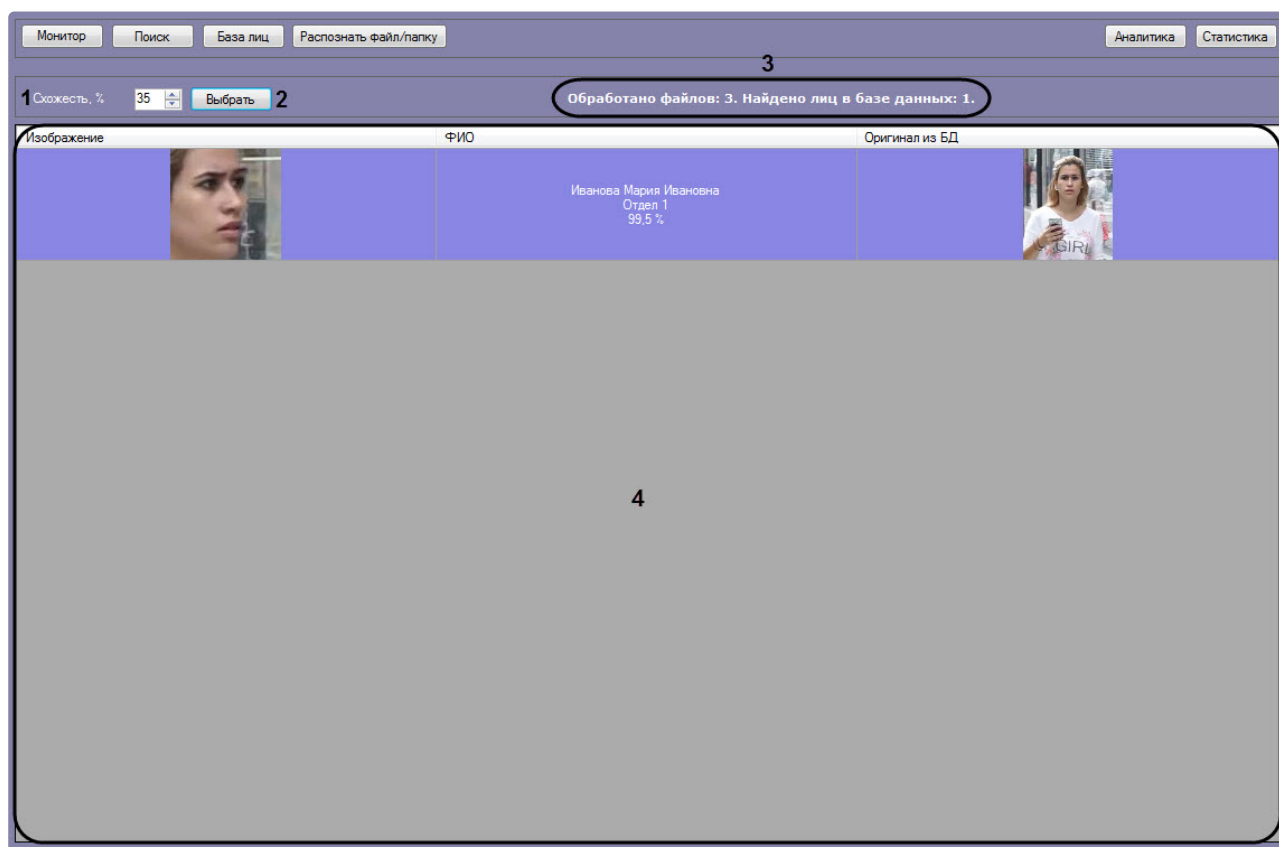 Монитор Поиск База лиц Распознать файл/папку Аналитика Статистика
3
1 Схожесть, % 35 Выбрать 2 Обработано файлов: 3. Найдено лиц в базе данных: 1.
Изображение ФИО Оригинал из БД
Иванова Мария Ивановна
Отдел 1
99,5 %
GIRL
4